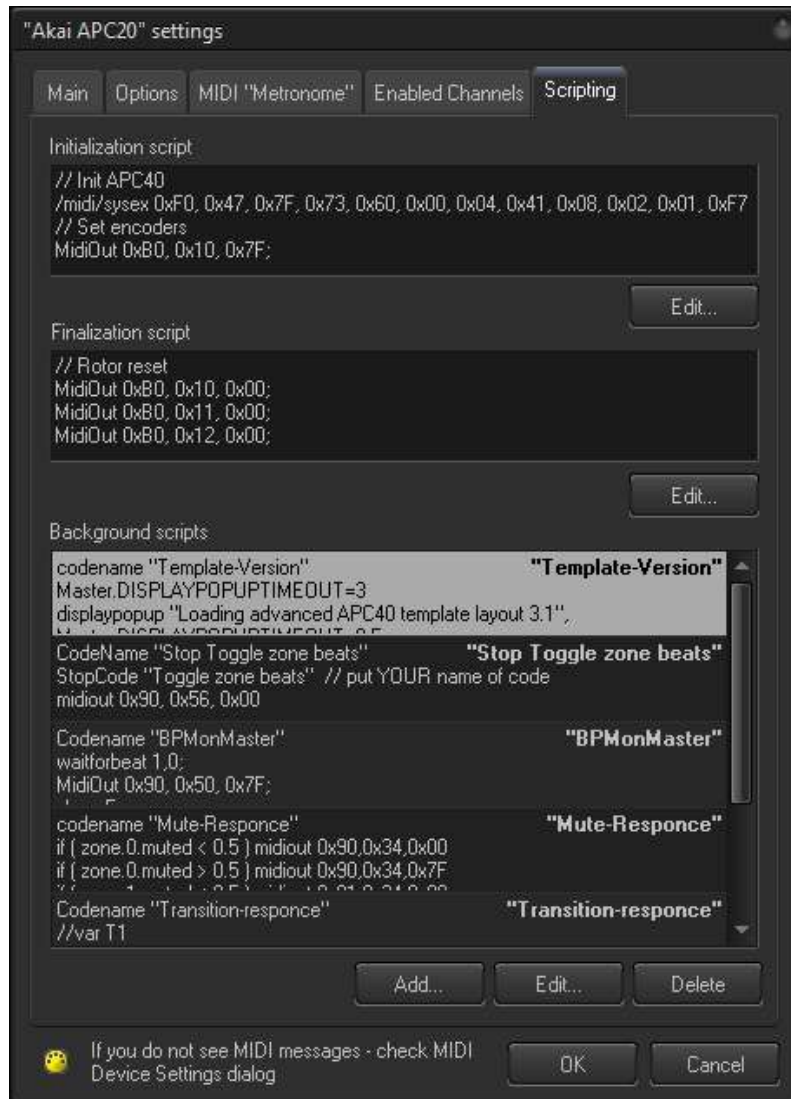 "Akai APC20" settings
Main Options MIDI "Metronome" Enabled Channels Scripting
Initialization script
// Init APC40
/midi/sysex 0xF0, 0x47, 0x7F, 0x73, 0x60, 0x00, 0x04, 0x41, 0x08, 0x02, 0x01, 0xF7
// Set encoders
MidiOut 0xB0, 0x10, 0x7F;
Edit...
Finalization script
// Rotor reset
MidiOut 0xB0, 0x10, 0x00;
MidiOut 0xB0, 0x11, 0x00;
MidiOut 0xB0, 0x12, 0x00;
Edit...
Background scripts
codename "Template-Version" "Template-Version"
Master.DISPLAYPOPUPTIMEOUT=3
displaypopup "Loading advanced APC40 template layout 3.1",
CodeName "Stop Toggle zone beats" "Stop Toggle zone beats"
StopCode "Toggle zone beats" // put YOUR name of code
midiout 0x90, 0x56, 0x00
Codename "BPMonMaster" "BPMonMaster"
waitforbeat 1,0;
MidiOut 0x90, 0x50, 0x7F;
codename "Mute-Responce" "Mute-Responce"
if ( zone.0.muted < 0.5 ) midiout 0x90,0x34,0x00
if ( zone.0.muted > 0.5 ) midiout 0x90,0x34,0x7F
Codename "Transition-responce" "Transition-responce"
//var T1
Add... Edit... Delete
If you do not see MIDI messages - check MIDI
Device Settings dialog
OK Cancel